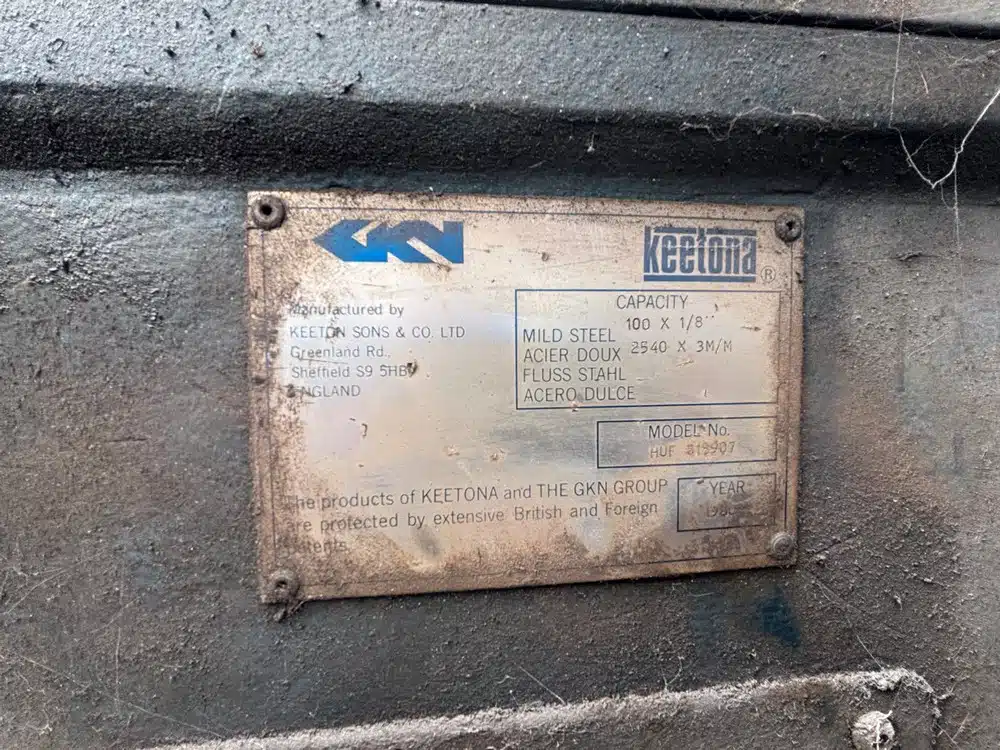 GKN
keetona ®
Manufactured by
KEETON SONS & CO. LTD
Greenland Rd.,
Sheffield S9 5HB
ENGLAND
CAPACITY
100 X 1/8"
MILD STEEL
2540 X 3M/M
ACIER DOUX
FLUSS STAHL
ACERO DULCE
MODEL No.
HUF 819907
The products of KEETONA and THE GKN GROUP
are protected by extensive British and Foreign
patents.
YEAR